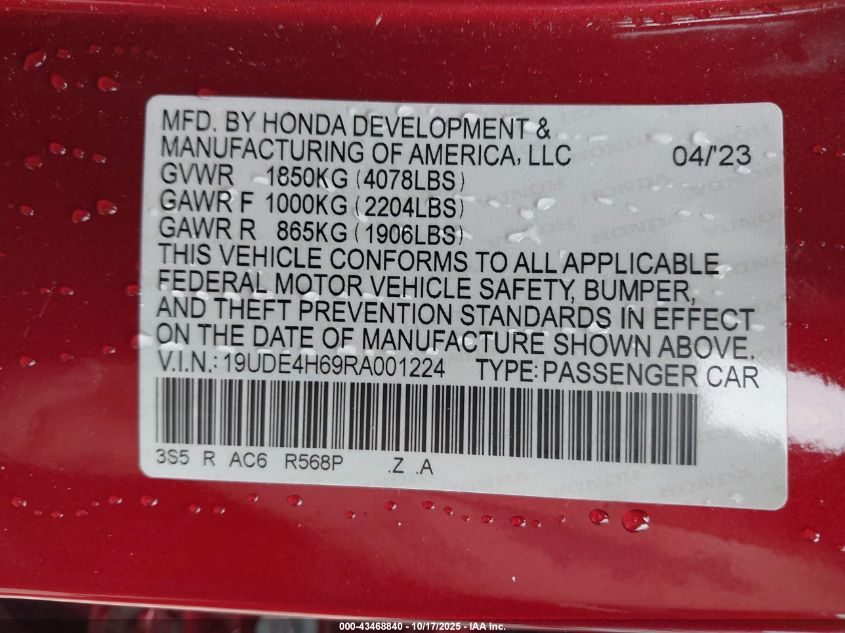 MFD. BY HONDA DEVELOPMENT &
MANUFACTURING OF AMERICA, LLC 04/'23
GVWR 1850KG (4078LBS)
GAWR F 1000KG (2204LBS)
GAWR R 865KG (1906LBS)
THIS VEHICLE CONFORMS TO ALL APPLICABLE
FEDERAL MOTOR VEHICLE SAFETY, BUMPER,
AND THEFT PREVENTION STANDARDS IN EFFECT
ON THE DATE OF MANUFACTURE SHOWN ABOVE.
V.I.N.: 19UDE4H69RA001224 TYPE: PASSENGER CAR
3S5 R AC6 R568P .Z .A
000-43468840 - 10/17/2025 - IAA Inc.